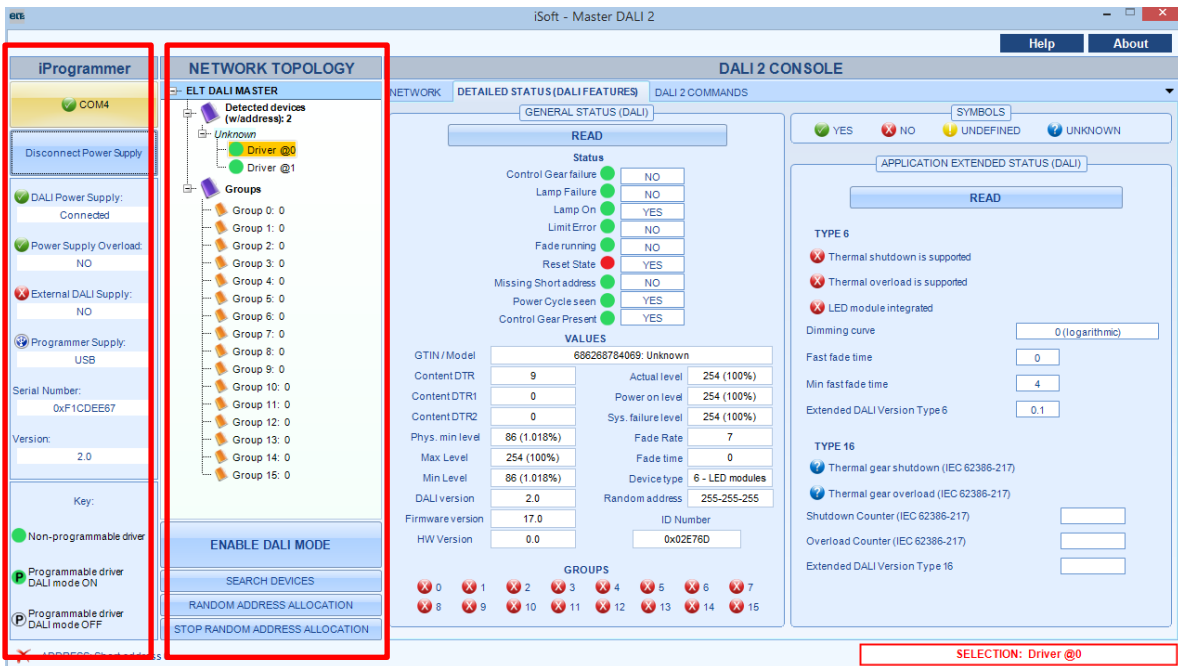 ELT
iSoft - Master DALI 2
Help
About
iProgrammer
COM4
Disconnect Power Supply
DALI Power Supply:
Connected
Power Supply Overload:
NO
External DALI Supply:
NO
Programmer Supply:
USB
Serial Number:
0xF1CDEE67
Version:
2.0
Key:
Non-programmable driver
P
Programmable driver
DALI mode ON
P
Programmable driver
DALI mode OFF
NETWORK TOPOLOGY
ELT DALI MASTER
Detected devices
(w/address): 2
Unknown
Driver @0
Driver @1
Groups
Group 0: 0
Group 1: 0
Group 2: 0
Group 3: 0
Group 4: 0
Group 5: 0
Group 6: 0
Group 7: 0
Group 8: 0
Group 9: 0
Group 10: 0
Group 11: 0
Group 12: 0
Group 13: 0
Group 14: 0
Group 15: 0
ENABLE DALI MODE
SEARCH DEVICES
RANDOM ADDRESS ALLOCATION
STOP RANDOM ADDRESS ALLOCATION
DALI 2 CONSOLE
NETWORK DETAILED STATUS (DALI FEATURES) DALI 2 COMMANDS
GENERAL STATUS (DALI)
READ
Status
Control Gear failure NO
Lamp Failure NO
Lamp On YES
Limit Error NO
Fade running NO
Reset State YES
Missing Short address NO
Power Cycle seen YES
Control Gear Present YES
VALUES
GTIN / Model 686268784069: Unknown
Content DTR 9 Actual level 254 (100%)
Content DTR1 0 Power on level 254 (100%)
Content DTR2 0 Sys. failure level 254 (100%)
Phys. min level 86 (1.018%) Fade Rate 7
Max Level 254 (100%) Fade time 0
Min Level 86 (1.018%) Device type 6 - LED modules
DALI version 2.0 Random address 255-255-255
Firmware version 17.0 ID Number
HW Version 0.0 0x02E76D
GROUPS
0 1 2 3 4 5 6 7
8 9 10 11 12 13 14 15
SYMBOLS
YES NO UNDEFINED UNKNOWN
APPLICATION EXTENDED STATUS (DALI)
READ
TYPE 6
Thermal shutdown is supported
Thermal overload is supported
LED module integrated
Dimming curve 0 (logarithmic)
Fast fade time 0
Min fast fade time 4
Extended DALI Version Type 6 0.1
TYPE 16
Thermal gear shutdown (IEC 62386-217)
Thermal gear overload (IEC 62386-217)
Shutdown Counter (IEC 62386-217)
Overload Counter (IEC 62386-217)
Extended DALI Version Type 16
ADDRESS: Short address
SELECTION: Driver @0